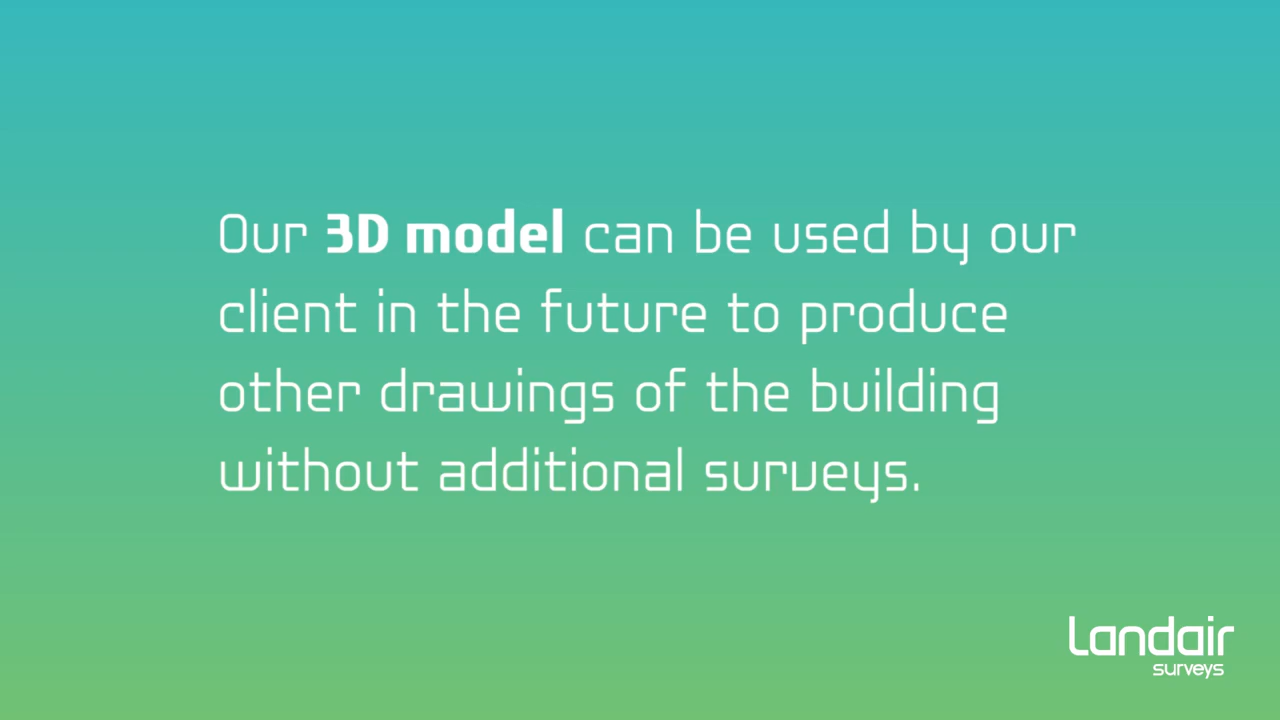 Our 3D model can be used by our
client in the future to produce
other drawings of the building
without additional surveys.
Landair
surveys